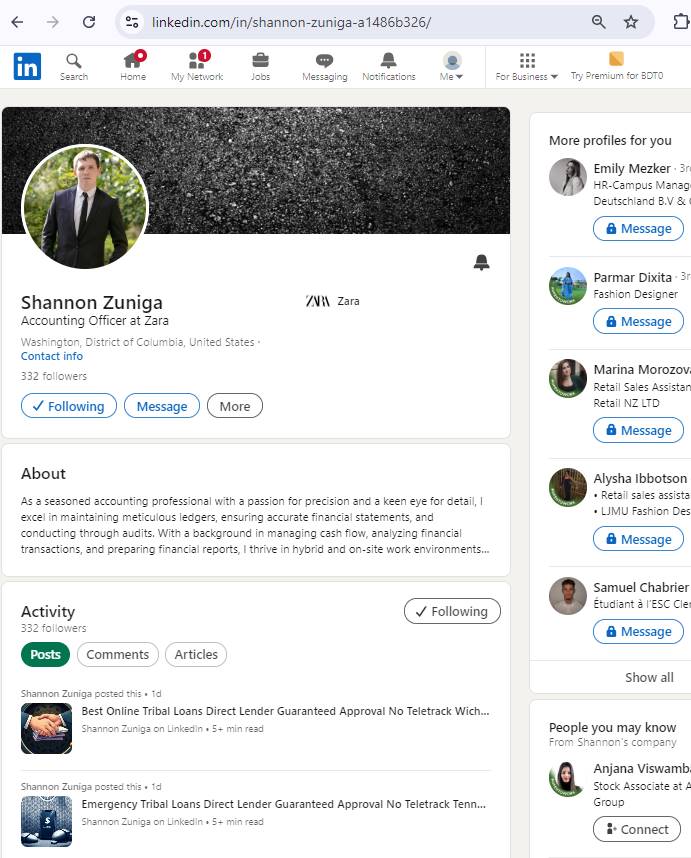 linkedin.com/in/shannon-zuniga-a1486b326/
in
Search
Home
1
My Network
Jobs
Messaging
Notifications
Me
For Business
Try Premium for BDT0
Shannon Zuniga
Accounting Officer at Zara
Washington, District of Columbia, United States ·
Contact info
332 followers
Following
Message
More
ZARA
Zara
About
As a seasoned accounting professional with a passion for precision and a keen eye for detail, I
excel in maintaining meticulous ledgers, ensuring accurate financial statements, and
conducting through audits. With a background in managing cash flow, analyzing financial
transactions, and preparing financial reports, I thrive in hybrid and on-site work environments...
Activity
332 followers
Following
Posts
Comments
Articles
Shannon Zuniga posted this • 1d
Best Online Tribal Loans Direct Lender Guaranteed Approval No Teletrack Wich...
Shannon Zuniga on LinkedIn • 5+ min read
Shannon Zuniga posted this • 1d
Emergency Tribal Loans Direct Lender Guaranteed Approval No Teletrack Tenn...
Shannon Zuniga on LinkedIn • 5+ min read
More profiles for you
Emily Mezker · 3r
HR-Campus Manag
Deutschland B.V &
Message
Parmar Dixita · 3r
Fashion Designer
Message
Marina Morozov
Retail Sales Assistan
Retail NZ LTD
Message
Alysha Ibbotson
• Retail sales assista
• LJMU Fashion Des
Message
Samuel Chabrier
Étudiant à l'ESC Cle
Message
Show all
People you may know
From Shannon's company
Anjana Viswamb
Stock Associate at A
Group
Connect